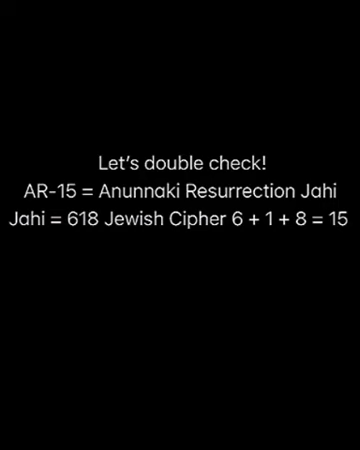 Let’s double check!
AR-15 = Anunnaki Resurrection Jahi
Jahi = 618 Jewish Cipher 6 + 1 + 8 = 15